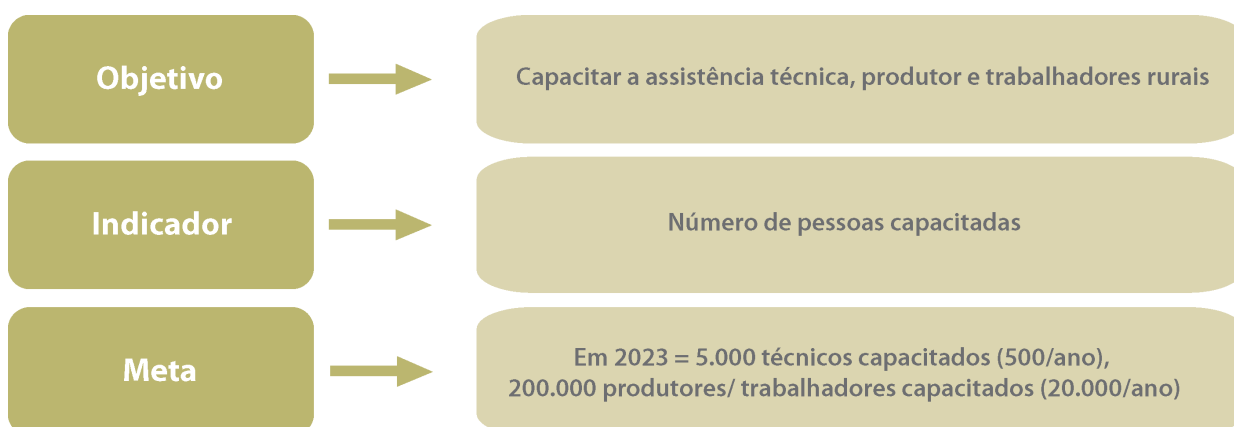 Objetivo
Capacitar a assistência técnica, produtor e trabalhadores rurais
Indicador
Número de pessoas capacitadas
Meta
Em 2023 = 5.000 técnicos capacitados (500/ano),
200.000 produtores/ trabalhadores capacitados (20.000/ano)